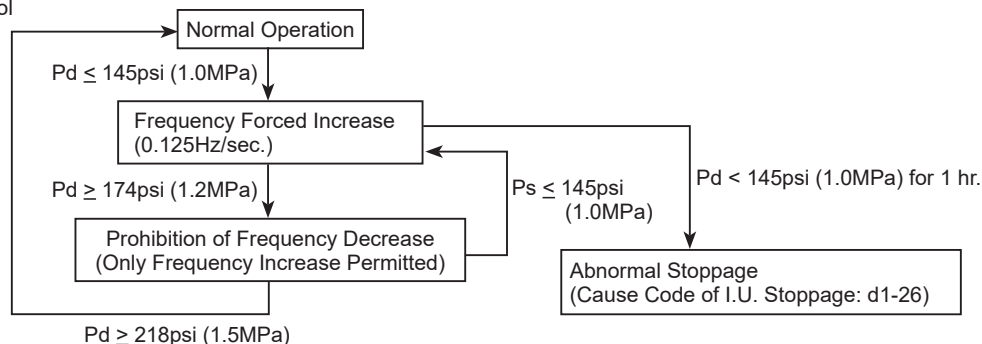 ol
Normal Operation
Pd ≤ 145psi (1.0MPa)
Frequency Forced Increase
(0.125Hz/sec.)
Pd ≥ 174psi (1.2MPa)
Ps ≤ 145psi
(1.0MPa)
Pd < 145psi (1.0MPa) for 1 hr.
Prohibition of Frequency Decrease
(Only Frequency Increase Permitted)
Abnormal Stoppage
(Cause Code of I.U. Stoppage: d1-26)
Pd ≥ 218psi (1.5MPa)